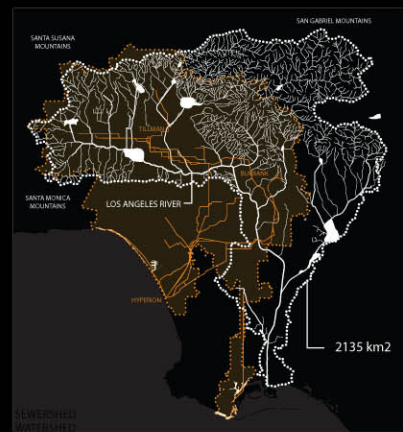 SAN GABRIEL MOUNTAINS
SANTA SUSANA
MOUNTAINS
TILLMAN
BURBANK
SANTA MONICA
MOUNTAINS
LOS ANGELES RIVER
HYPERION
2135 km2
SEWERSHED
WATERSHED